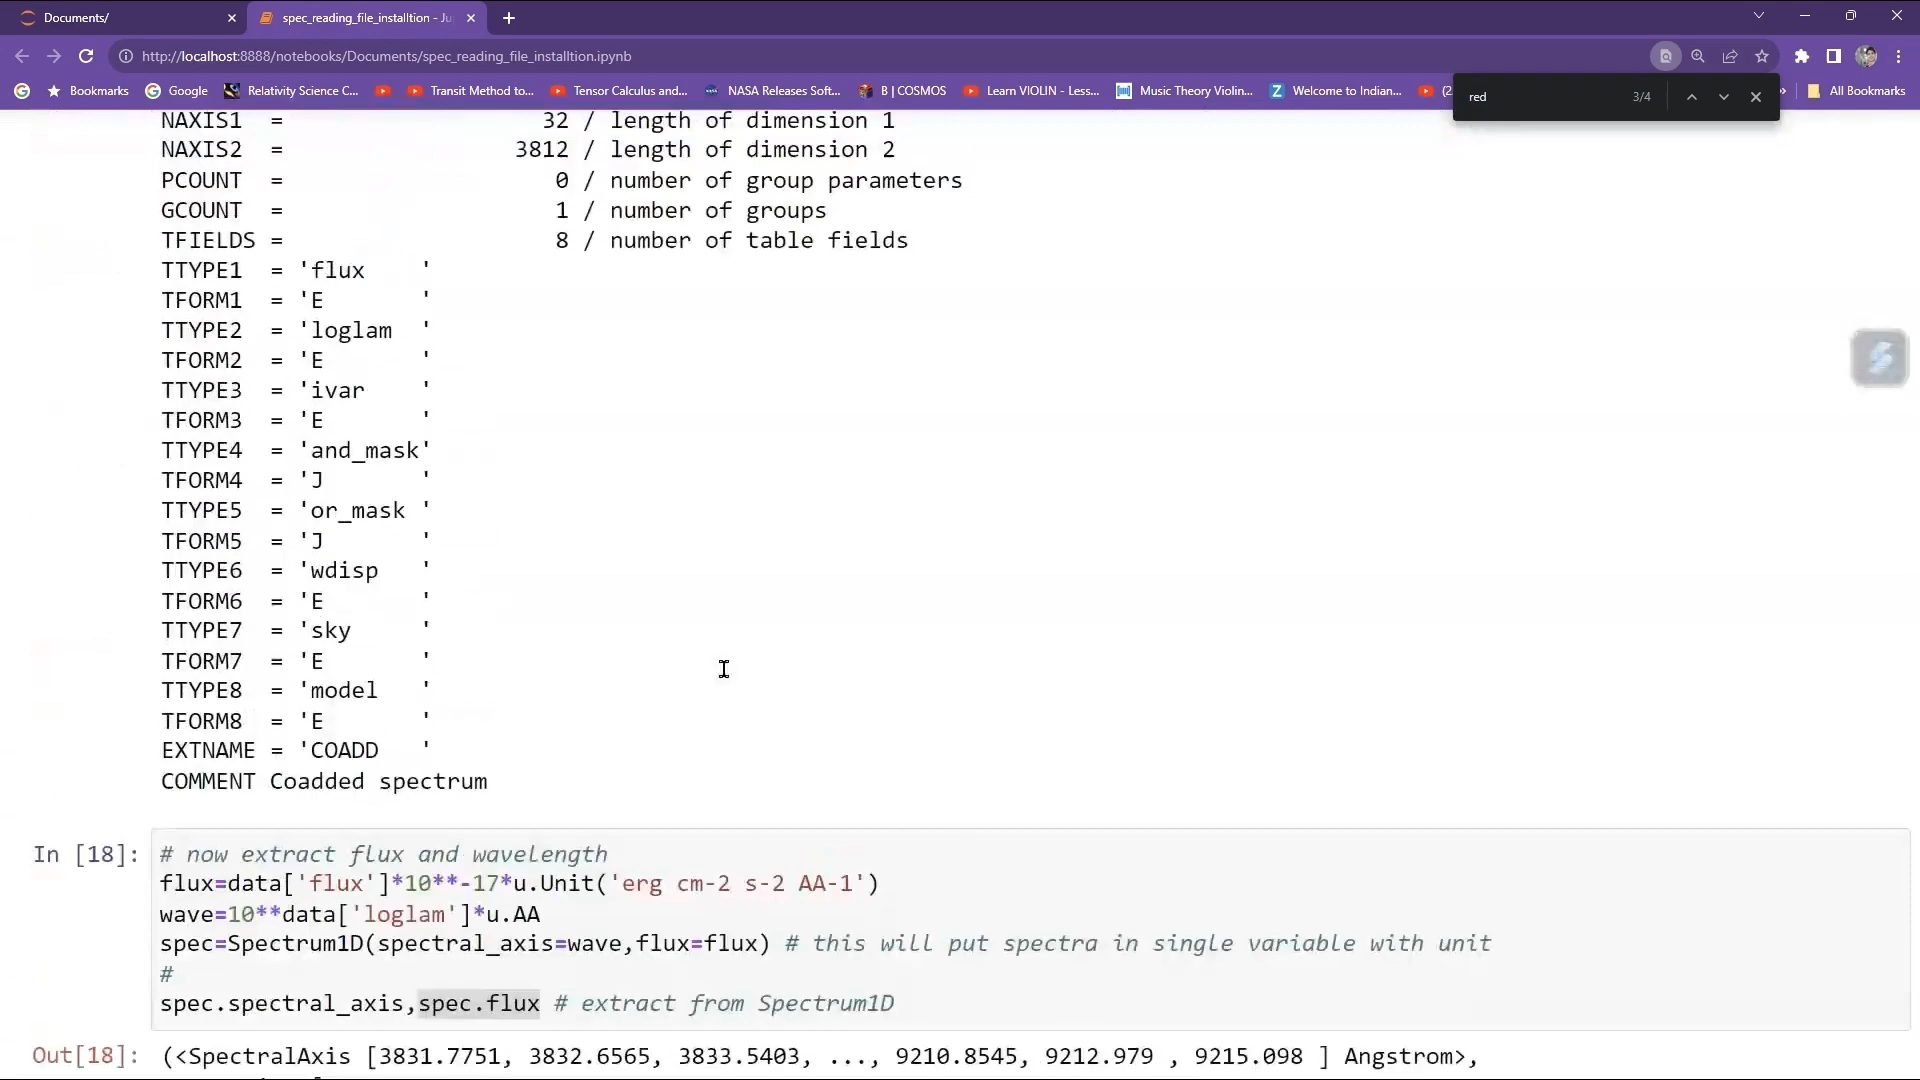 Documents/
spec_reading_file_installtion - Ju
http://localhost:8888/notebooks/Documents/spec_reading_file_installtion.ipynb
Bookmarks
Google
Relativity Science C...
Transit Method to...
Tensor Calculus and...
NASA Releases Soft...
B | COSMOS
Learn VIOLIN - Less...
Music Theory Violin...
Welcome to Indian...
(2
»
All Bookmarks
red 3/4
NAXIS1 = 32 / length of dimension 1
NAXIS2 = 3812 / length of dimension 2
PCOUNT = 0 / number of group parameters
GCOUNT = 1 / number of groups
TFIELDS = 8 / number of table fields
TTYPE1 = 'flux '
TFORM1 = 'E '
TTYPE2 = 'loglam '
TFORM2 = 'E '
TTYPE3 = 'ivar '
TFORM3 = 'E '
TTYPE4 = 'and_mask'
TFORM4 = 'J '
TTYPE5 = 'or_mask '
TFORM5 = 'J '
TTYPE6 = 'wdisp '
TFORM6 = 'E '
TTYPE7 = 'sky '
TFORM7 = 'E '
TTYPE8 = 'model '
TFORM8 = 'E '
EXTNAME = 'COADD '
COMMENT Coadded spectrum
In [18]: # now extract flux and wavelength
flux=data['flux']*10**-17*u.Unit('erg cm-2 s-2 AA-1')
wave=10**data['loglam']*u.AA
spec=Spectrum1D(spectral_axis=wave,flux=flux) # this will put spectra in single variable with unit
#
spec.spectral_axis,spec.flux # extract from Spectrum1D
Out[18]: (<SpectralAxis [3831.7751, 3832.6565, 3833.5403, ..., 9210.8545, 9212.979 , 9215.098 ] Angstrom>,